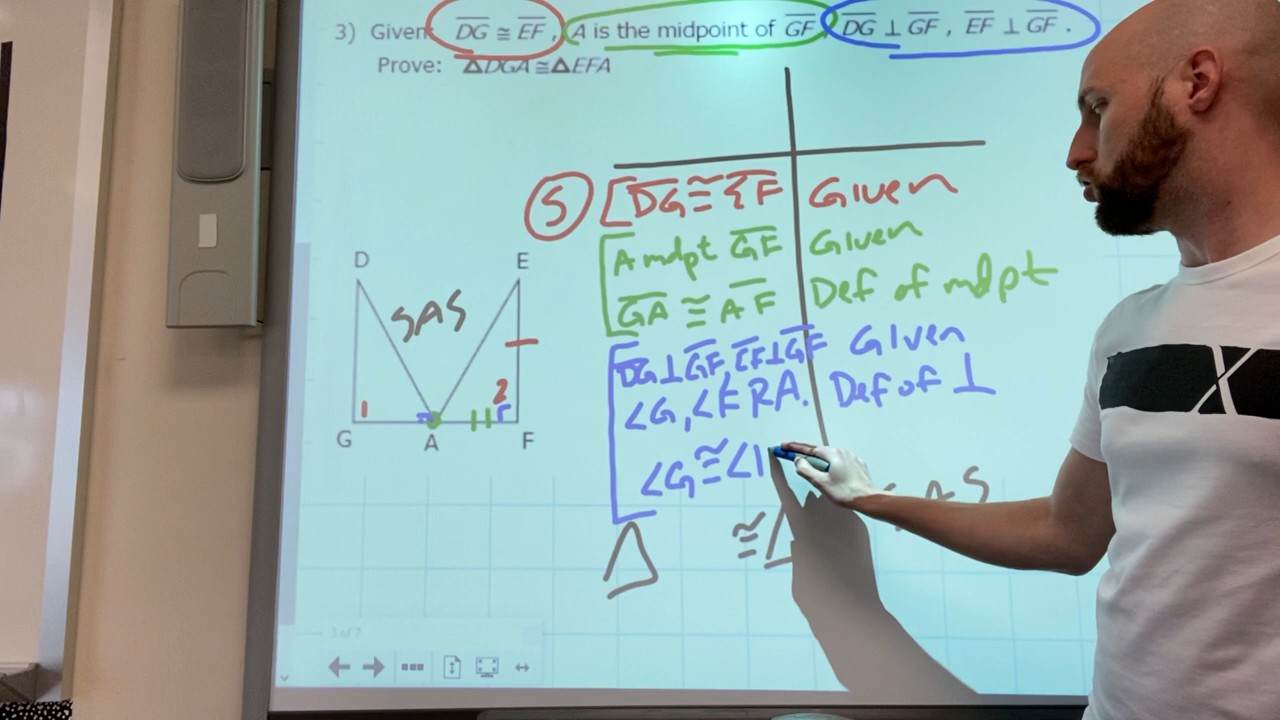 3) Given DG ≅ EF, A is the midpoint of GF DG ⊥ GF, EF ⊥ GF.
Prove: △DGA≅△EFA
S DG ≅ EF Given
A mdpt GF Given
GA ≅ AF Def of mdpt
DG⊥GF, EF⊥GF Given
∠G, ∠F RA. Def of ⊥
∠G ≅ ∠
Δ ≅ Δ SAS
D E
SAS
1 2
G A F
3 of 7